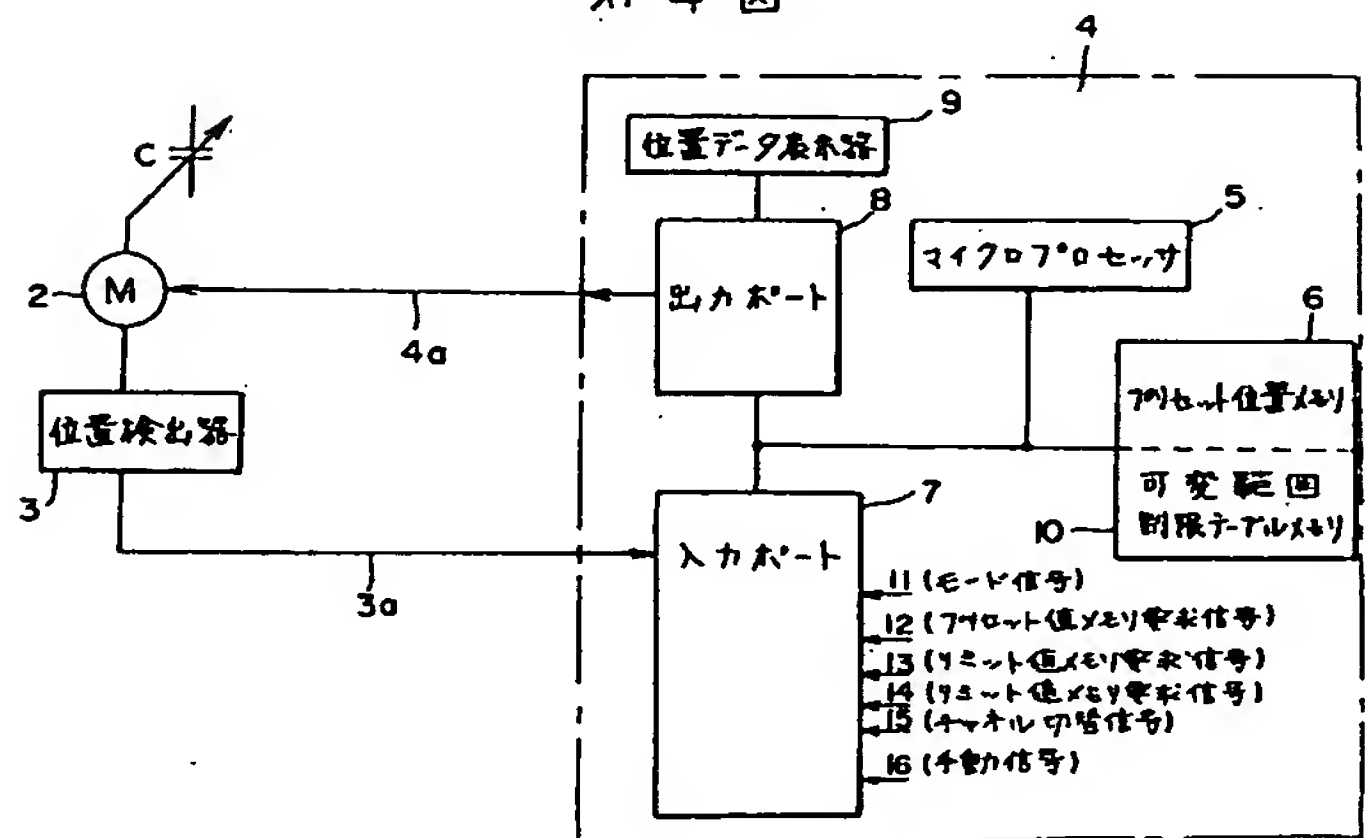 第4図
4
9
位置データ表示器
8
5
C
マイクロプロセッサ
2
M
出力ポート
6
4a
プリセット位置メモリ
位置検出器
3
7
可変範囲
制限テーブルメモリ
10
入力ポート
3a
11 (モード信号)
12 (プリセット値メモリ要求信号)
13 (リミット値メモリ要求信号)
14 (リミット値メモリ要求信号)
15 (チャネル切替信号)
16 (手動信号)